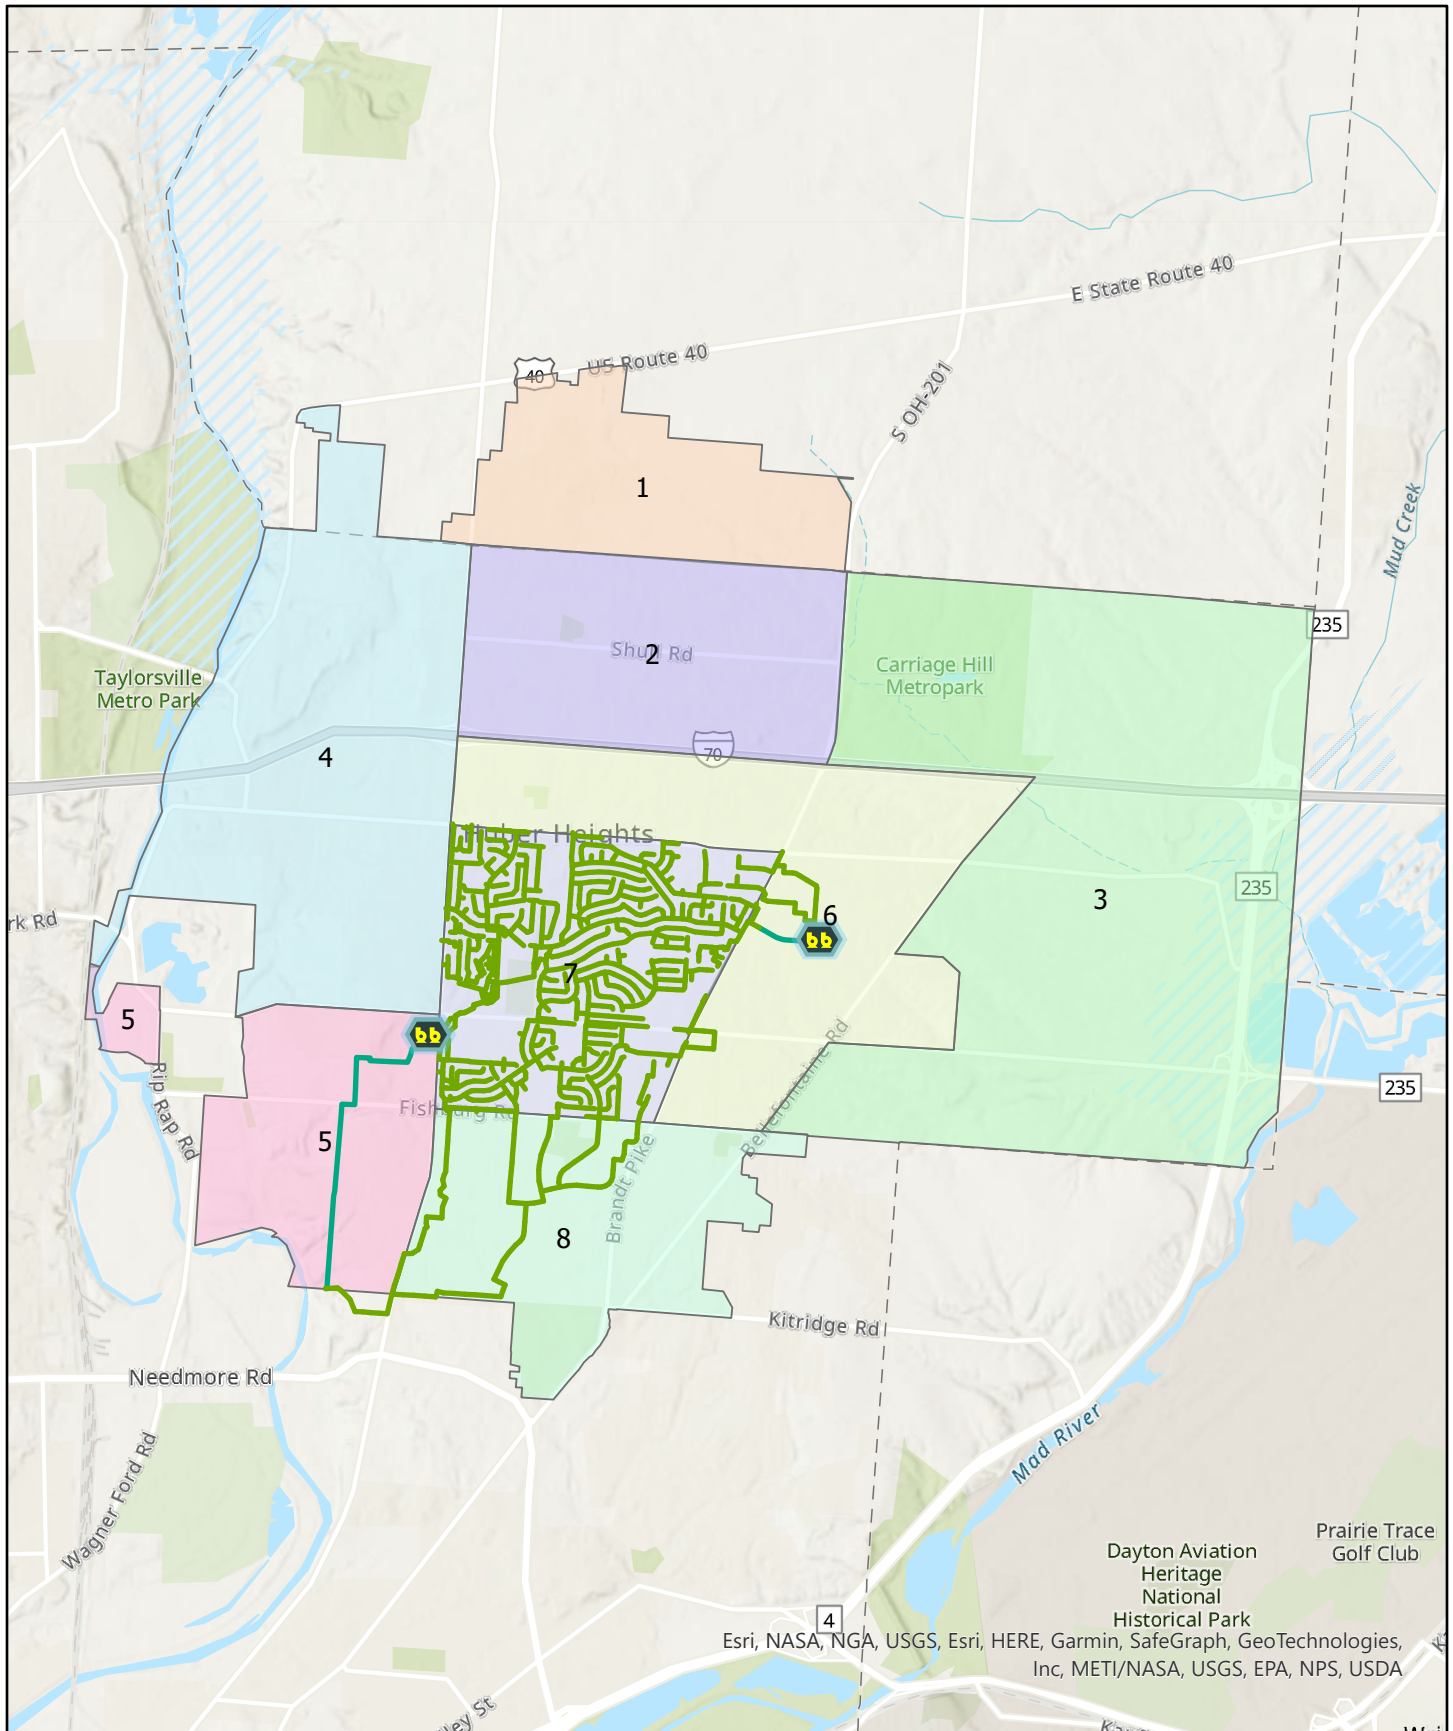 E State Route 40
US Route 40
40
S OH-201
1
Mud Creek
235
Shull Rd
2
Carriage Hill
Metropark
Taylorsville
Metro Park
70
4
Huber Heights
235
3
6
7
5
Rip Rap Rd
Bellefontaine Rd
235
Fishburg Rd
5
Brandt Pike
8
Kitridge Rd
Needmore Rd
Mad River
Wagner Ford Rd
Prairie Trace
Golf Club
Dayton Aviation
Heritage
National
Historical Park
4
Esri, NASA, NGA, USGS, Esri, HERE, Garmin, SafeGraph, GeoTechnologies,
Inc, METI/NASA, USGS, EPA, NPS, USDA